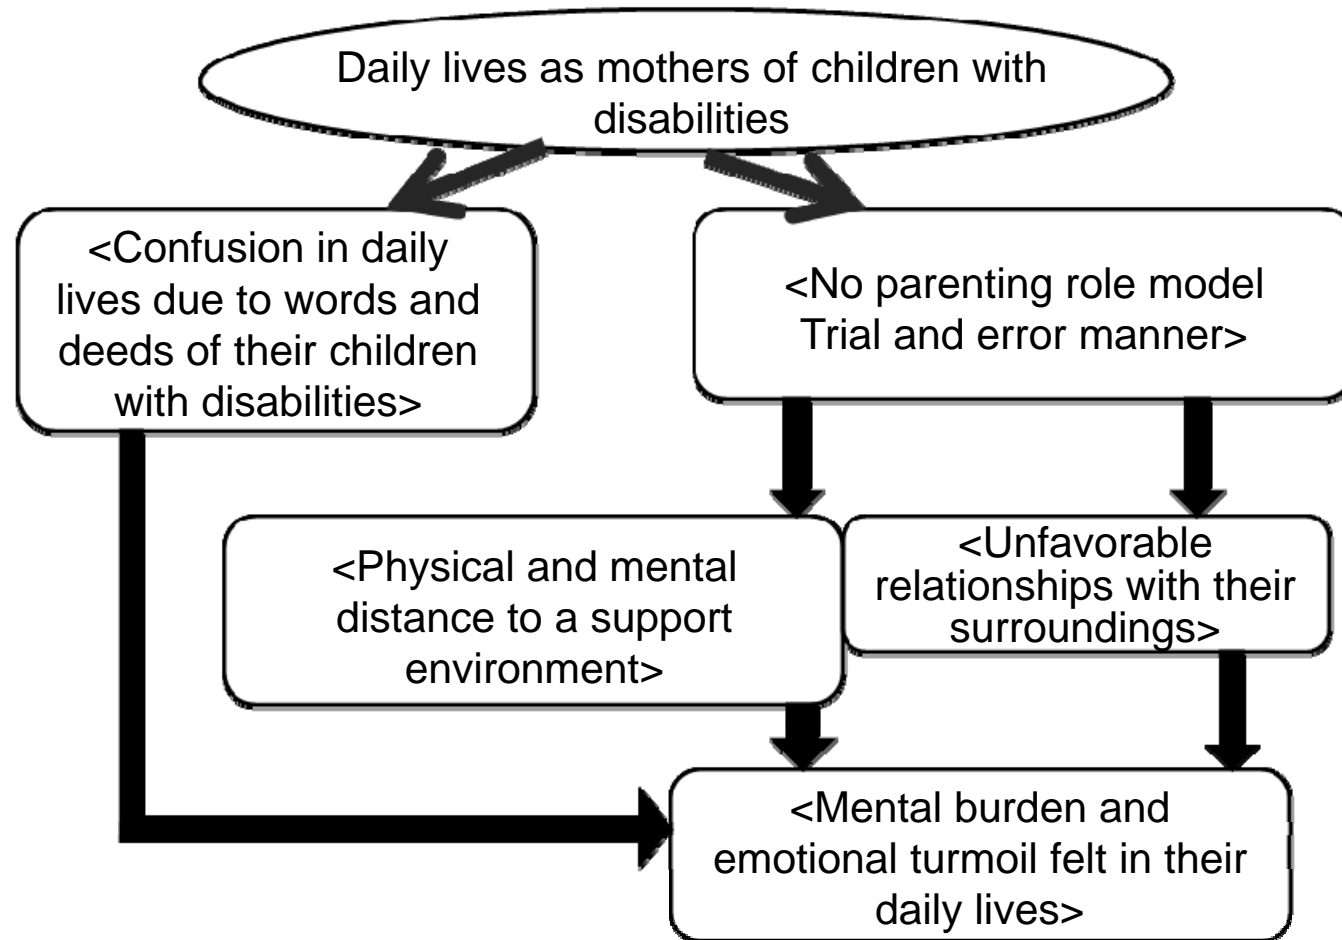 Daily lives as mothers of children with
disabilities
<Confusion in daily
lives due to words and
deeds of their children
with disabilities>
<No parenting role model
Trial and error manner>
<Physical and mental
distance to a support
environment>
<Unfavorable
relationships with their
surroundings>
<Mental burden and
emotional turmoil felt in their
daily lives>